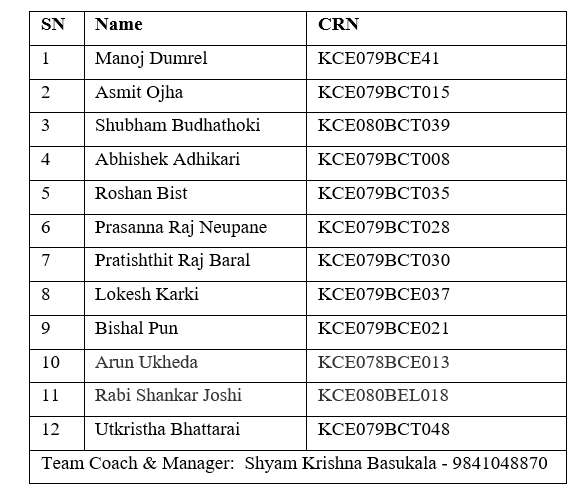 SN Name CRN
1 Manoj Dumrel KCE079BCE41
2 Asmit Ojha KCE079BCT015
3 Shubham Budhathoki KCE080BCT039
4 Abhishek Adhikari KCE079BCT008
5 Roshan Bist KCE079BCT035
6 Prasanna Raj Neupane KCE079BCT028
7 Pratishthit Raj Baral KCE079BCT030
8 Lokesh Karki KCE079BCE037
9 Bishal Pun KCE079BCE021
10 Arun Ukheda KCE078BCE013
11 Rabi Shankar Joshi KCE080BEL018
12 Utkristha Bhattarai KCE079BCT048
Team Coach & Manager: Shyam Krishna Basukala - 9841048870